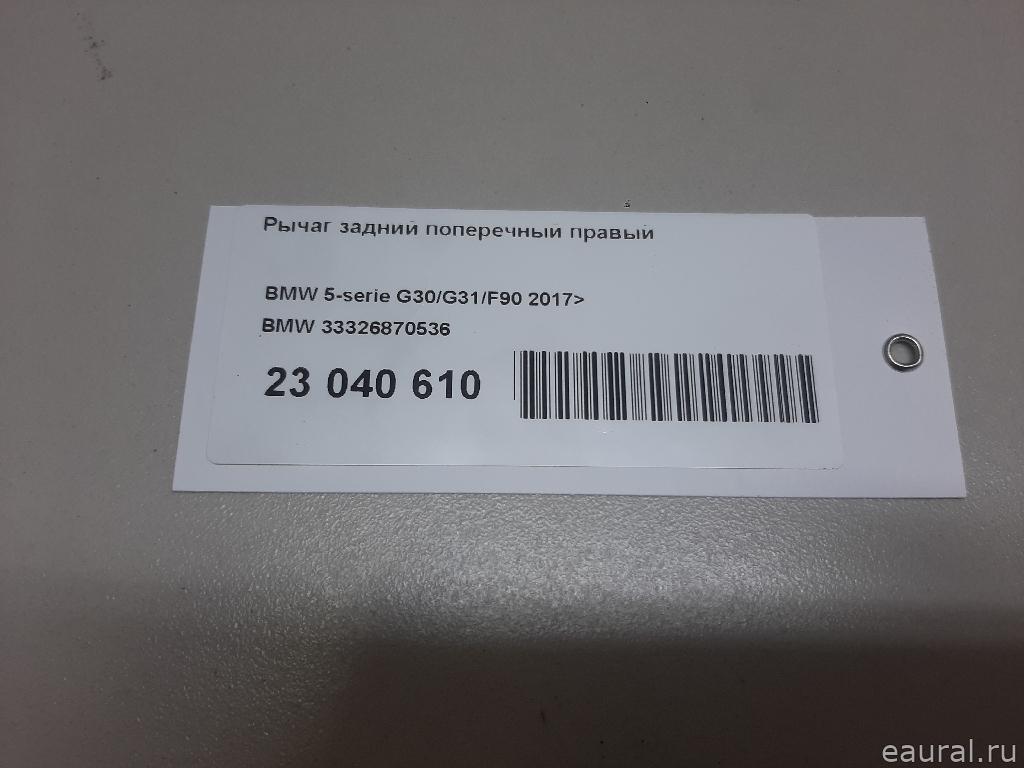 Рычаг задний поперечный правый
BMW 5-serie G30/G31/F90 2017>
BMW 33326870536
23 040 610
eaural.ru